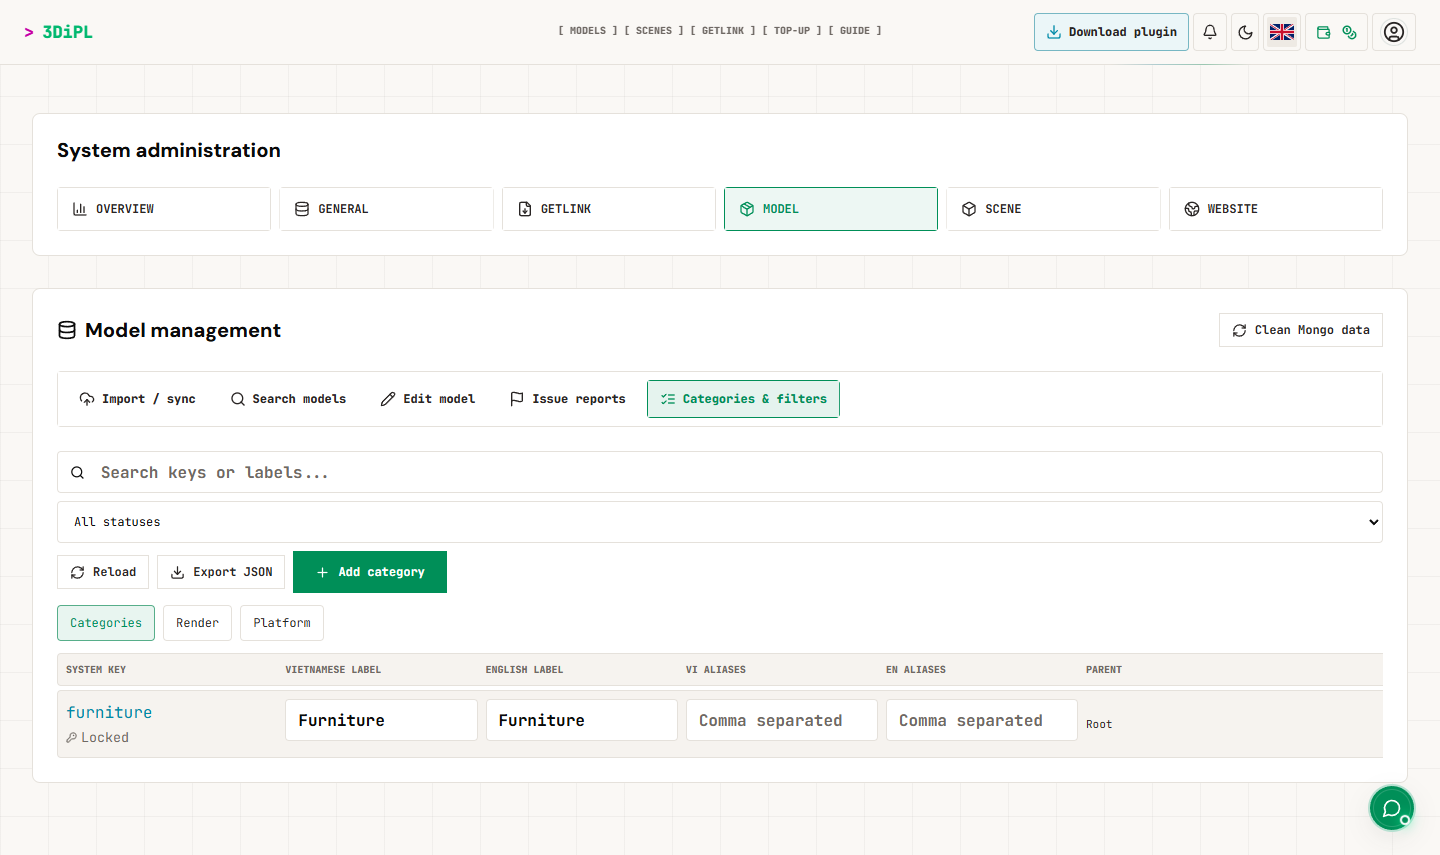 > 3DiPL
[ MODELS ] [ SCENES ] [ GETLINK ] [ TOP-UP ] [ GUIDE ]
Download plugin
System administration
OVERVIEW
GENERAL
GETLINK
MODEL
SCENE
WEBSITE
Model management
Clean Mongo data
Import / sync
Search models
Edit model
Issue reports
Categories & filters
Search keys or labels...
All statuses
Reload
Export JSON
+ Add category
Categories
Render
Platform
SYSTEM KEY
VIETNAMESE LABEL
ENGLISH LABEL
VI ALIASES
EN ALIASES
PARENT
furniture
Locked
Furniture
Furniture
Comma separated
Comma separated
Root